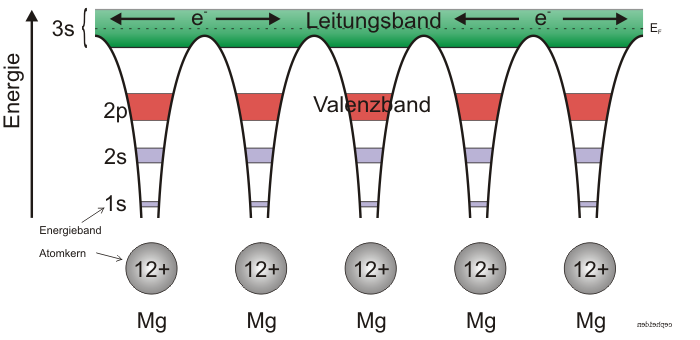 3s
e-
Leitungsband
e-
EF
Energie
2p
Valenzband
2s
1s
Energieband
Atomkern
12+
12+
12+
12+
12+
Mg
Mg
Mg
Mg
Mg